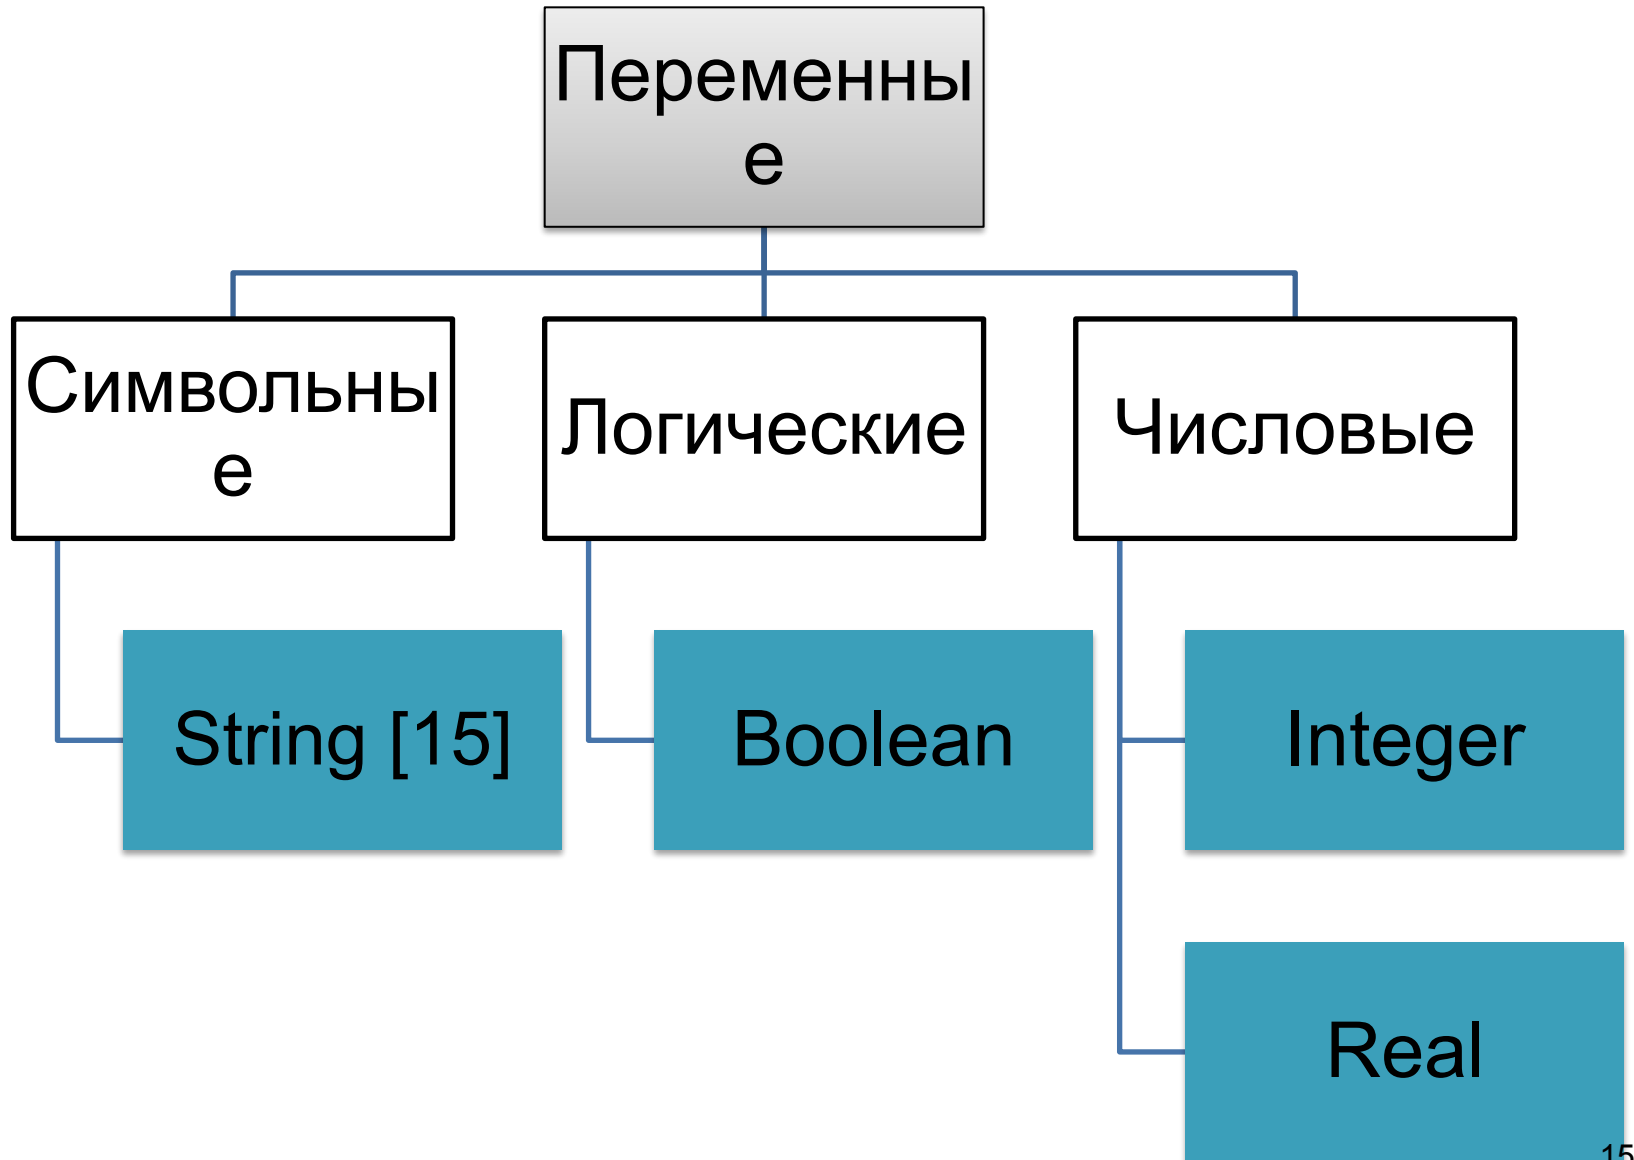 Переменны
е
Символьны
е
Логические
Числовые
String [15]
Boolean
Integer
Real
15